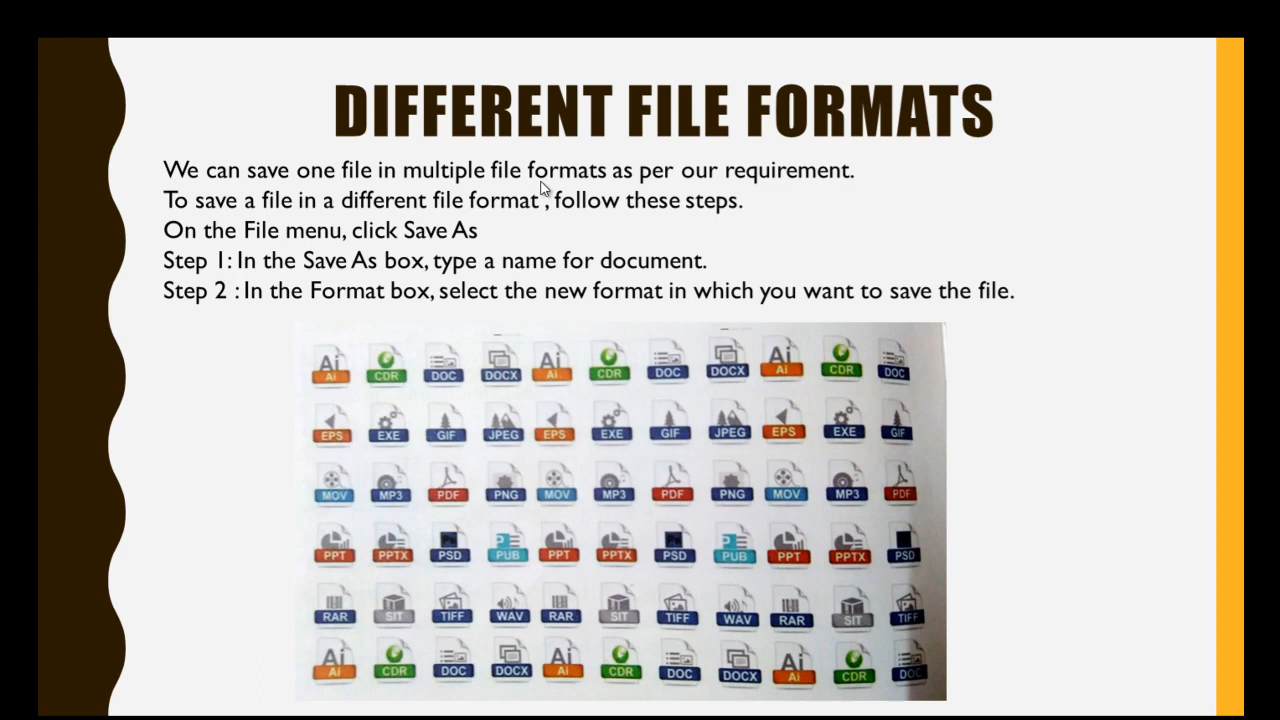 DIFFERENT FILE FORMATS
We can save one file in multiple file formats as per our requirement.
To save a file in a different file format , follow these steps.
On the File menu, click Save As
Step 1: In the Save As box, type a name for document.
Step 2 : In the Format box, select the new format in which you want to save the file.
Ai Ai Ai
Ai CDR DOC DOCX Ai CDR DOC DOCX Ai CDR DOC
EPS EXE GIF JPEG EPS EXE GIF JPEG EPS EXE GIF
MOV MP3 PDF PNG MOV MP3 PDF PNG MOV MP3 PDF
PPT PPTX PSD PUB PPT PPTX PSD PUB PPT PPTX PSD
RAR SIT TIFF WAV RAR SIT TIFF WAV RAR SIT TIFF
Ai Ai Ai
Ai CDR DOC DOCX Ai CDR DOC DOCX Ai CDR DOC